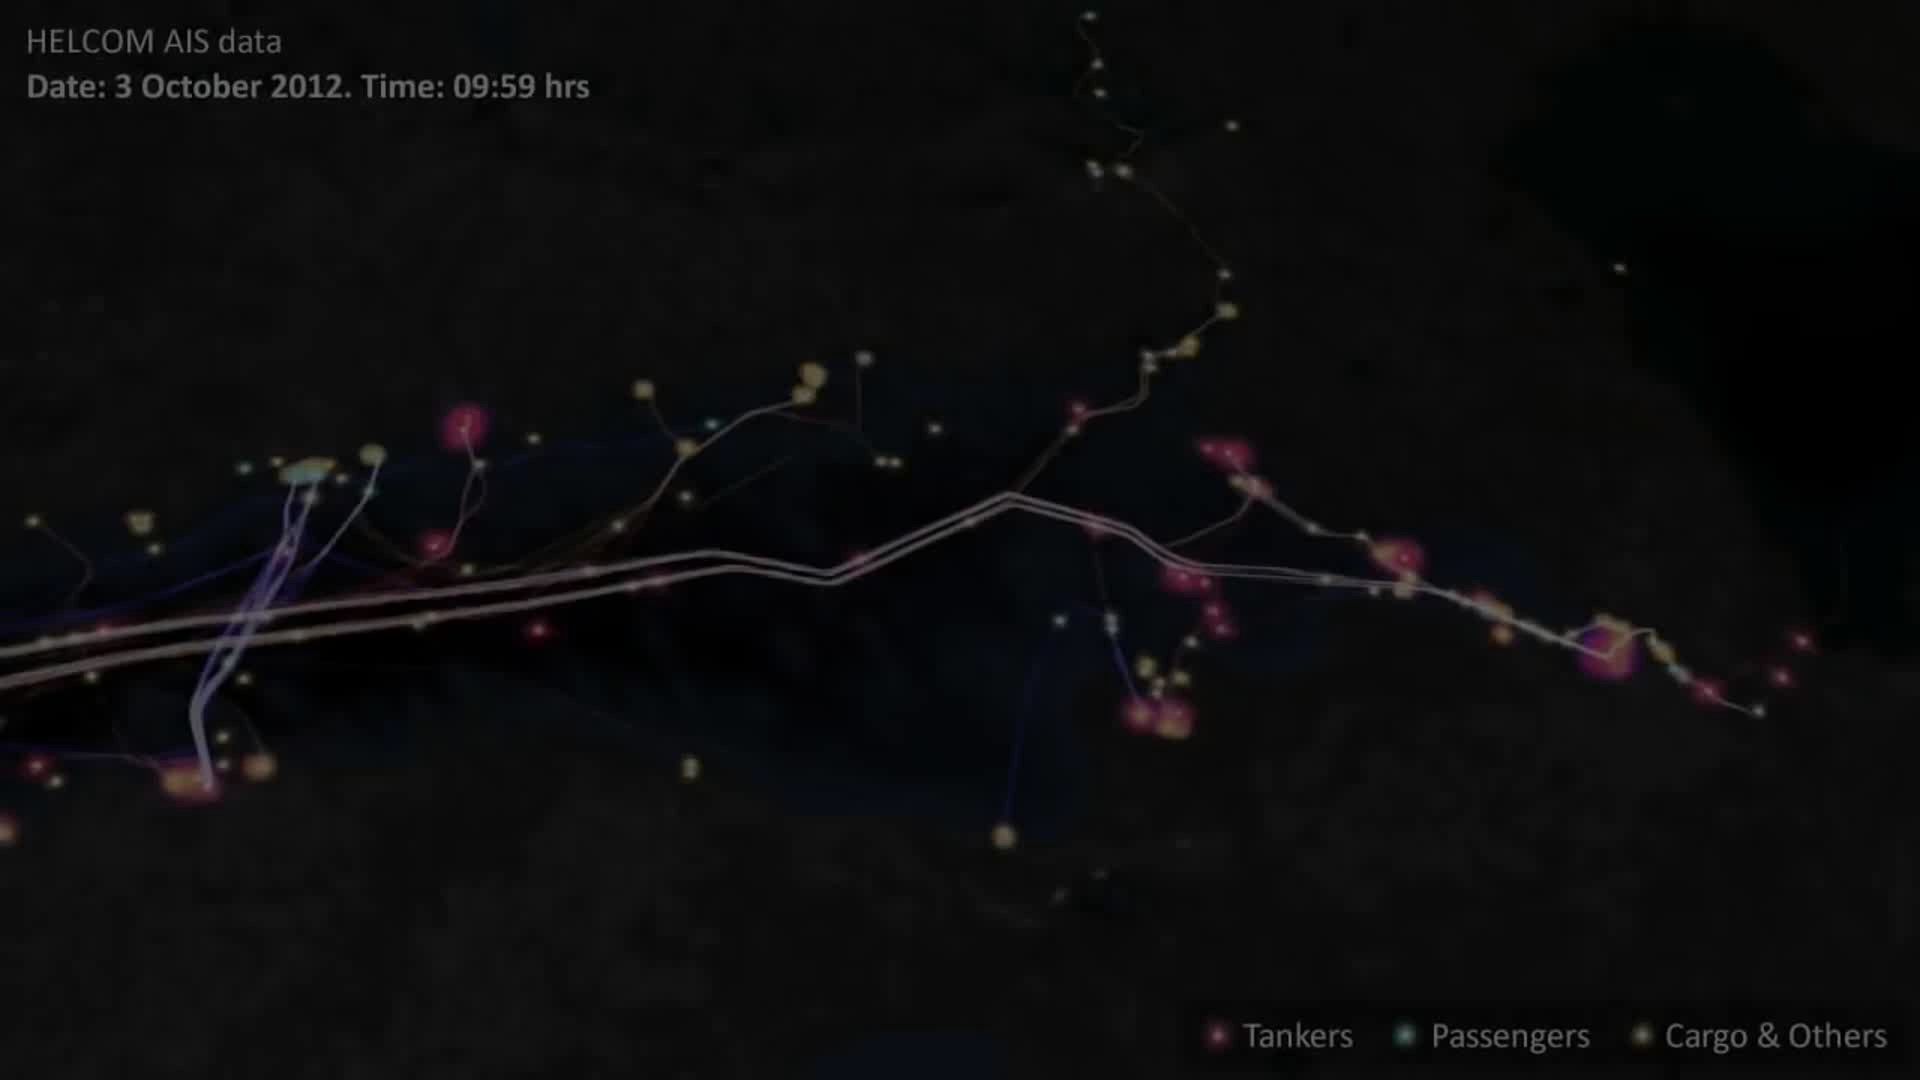 HELCOM AIS data
Date: 3 October 2012. Time: 09:59 hrs
Tankers
Passengers
Cargo & Others